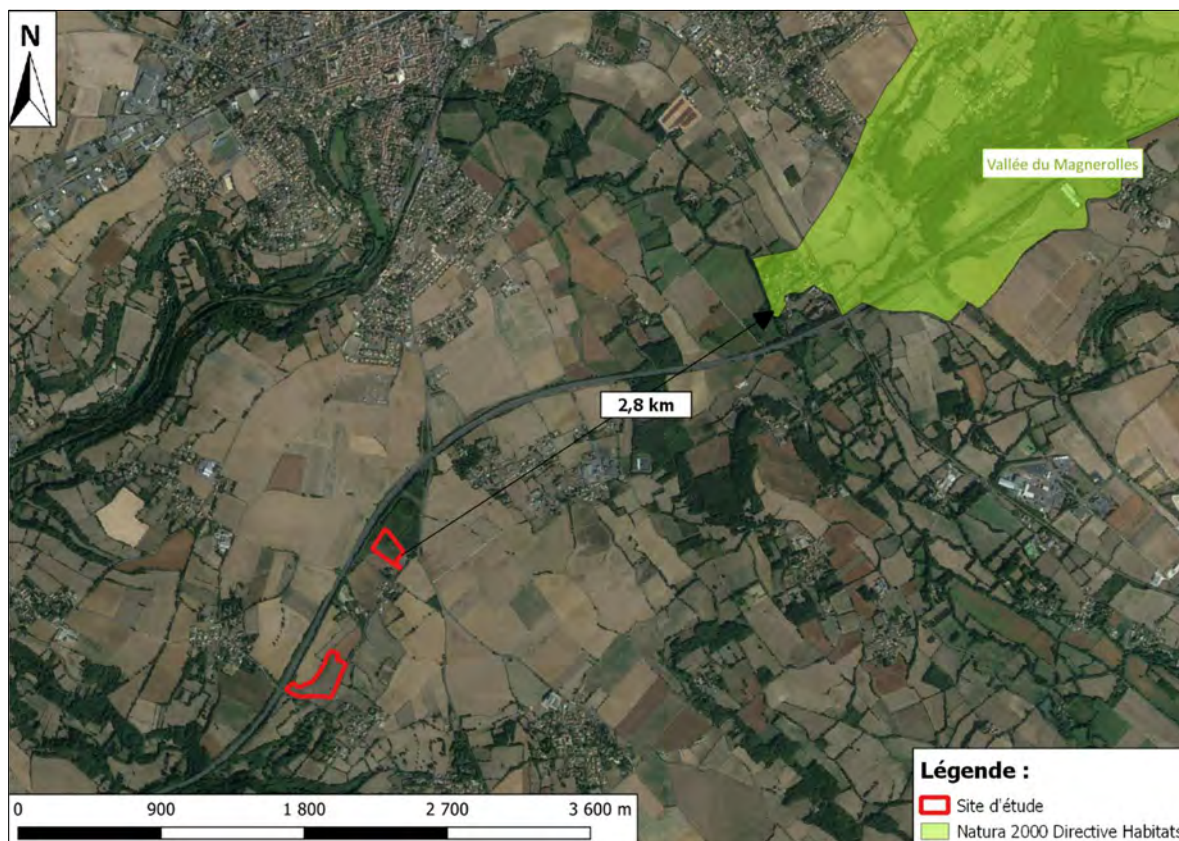 N
Vallée du Magnerolles
2,8 km
Légende :
Site d'étude
Natura 2000 Directive Habitats
0 900 1 800 2 700 3 600 m